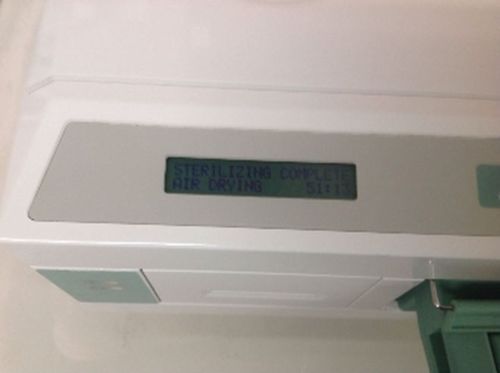 STERILIZING COMPLETE
AIR DRYING 51:13